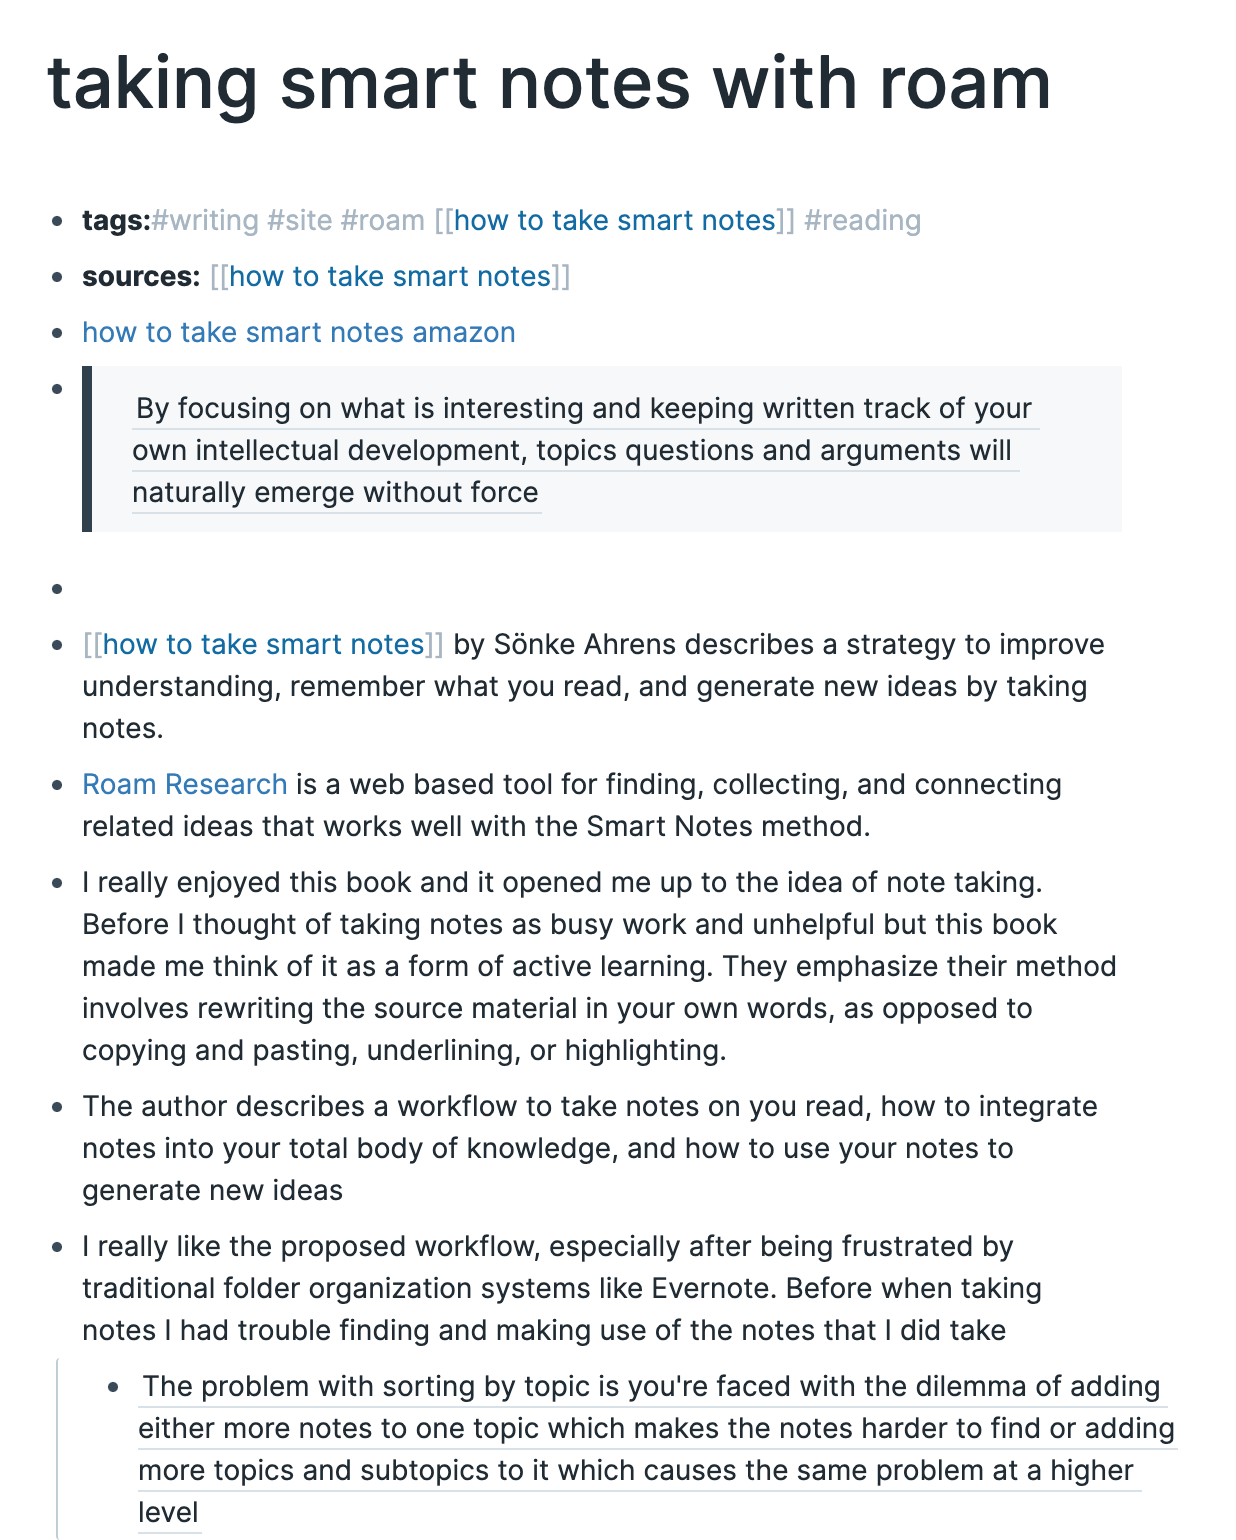 taking smart notes with roam
tags:#writing #site #roam [[how to take smart notes]] #reading
sources: [[how to take smart notes]]
how to take smart notes amazon
By focusing on what is interesting and keeping written track of your
own intellectual development, topics questions and arguments will
naturally emerge without force
[[how to take smart notes]] by Sönke Ahrens describes a strategy to improve
understanding, remember what you read, and generate new ideas by taking
notes.
Roam Research is a web based tool for finding, collecting, and connecting
related ideas that works well with the Smart Notes method.
I really enjoyed this book and it opened me up to the idea of note taking.
Before I thought of taking notes as busy work and unhelpful but this book
made me think of it as a form of active learning. They emphasize their method
involves rewriting the source material in your own words, as opposed to
copying and pasting, underlining, or highlighting.
The author describes a workflow to take notes on you read, how to integrate
notes into your total body of knowledge, and how to use your notes to
generate new ideas
I really like the proposed workflow, especially after being frustrated by
traditional folder organization systems like Evernote. Before when taking
notes I had trouble finding and making use of the notes that I did take
The problem with sorting by topic is you're faced with the dilemma of adding
either more notes to one topic which makes the notes harder to find or adding
more topics and subtopics to it which causes the same problem at a higher
level